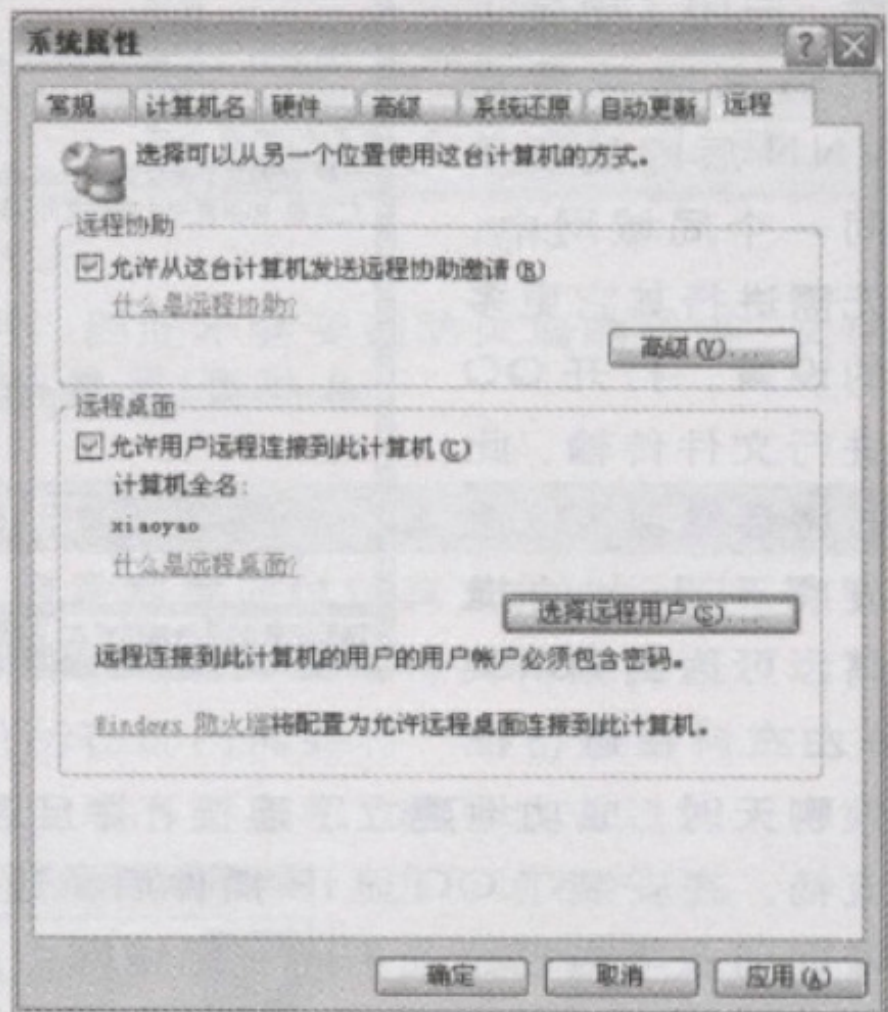 系统属性
常规 计算机名 硬件 高级 系统还原 自动更新 远程
选择可以从另一个位置使用这台计算机的方式。
远程协助
允许从这台计算机发送远程协助邀请(R)
什么是远程协助?
高级(V)...
远程桌面
允许用户远程连接到此计算机(C)
计算机全名:
xiaoyao
什么是远程桌面?
选择远程用户(S)...
远程连接到此计算机的用户的用户帐户必须包含密码。
Windows 防火墙将配置为允许远程桌面连接到此计算机。
确定 取消 应用(A)